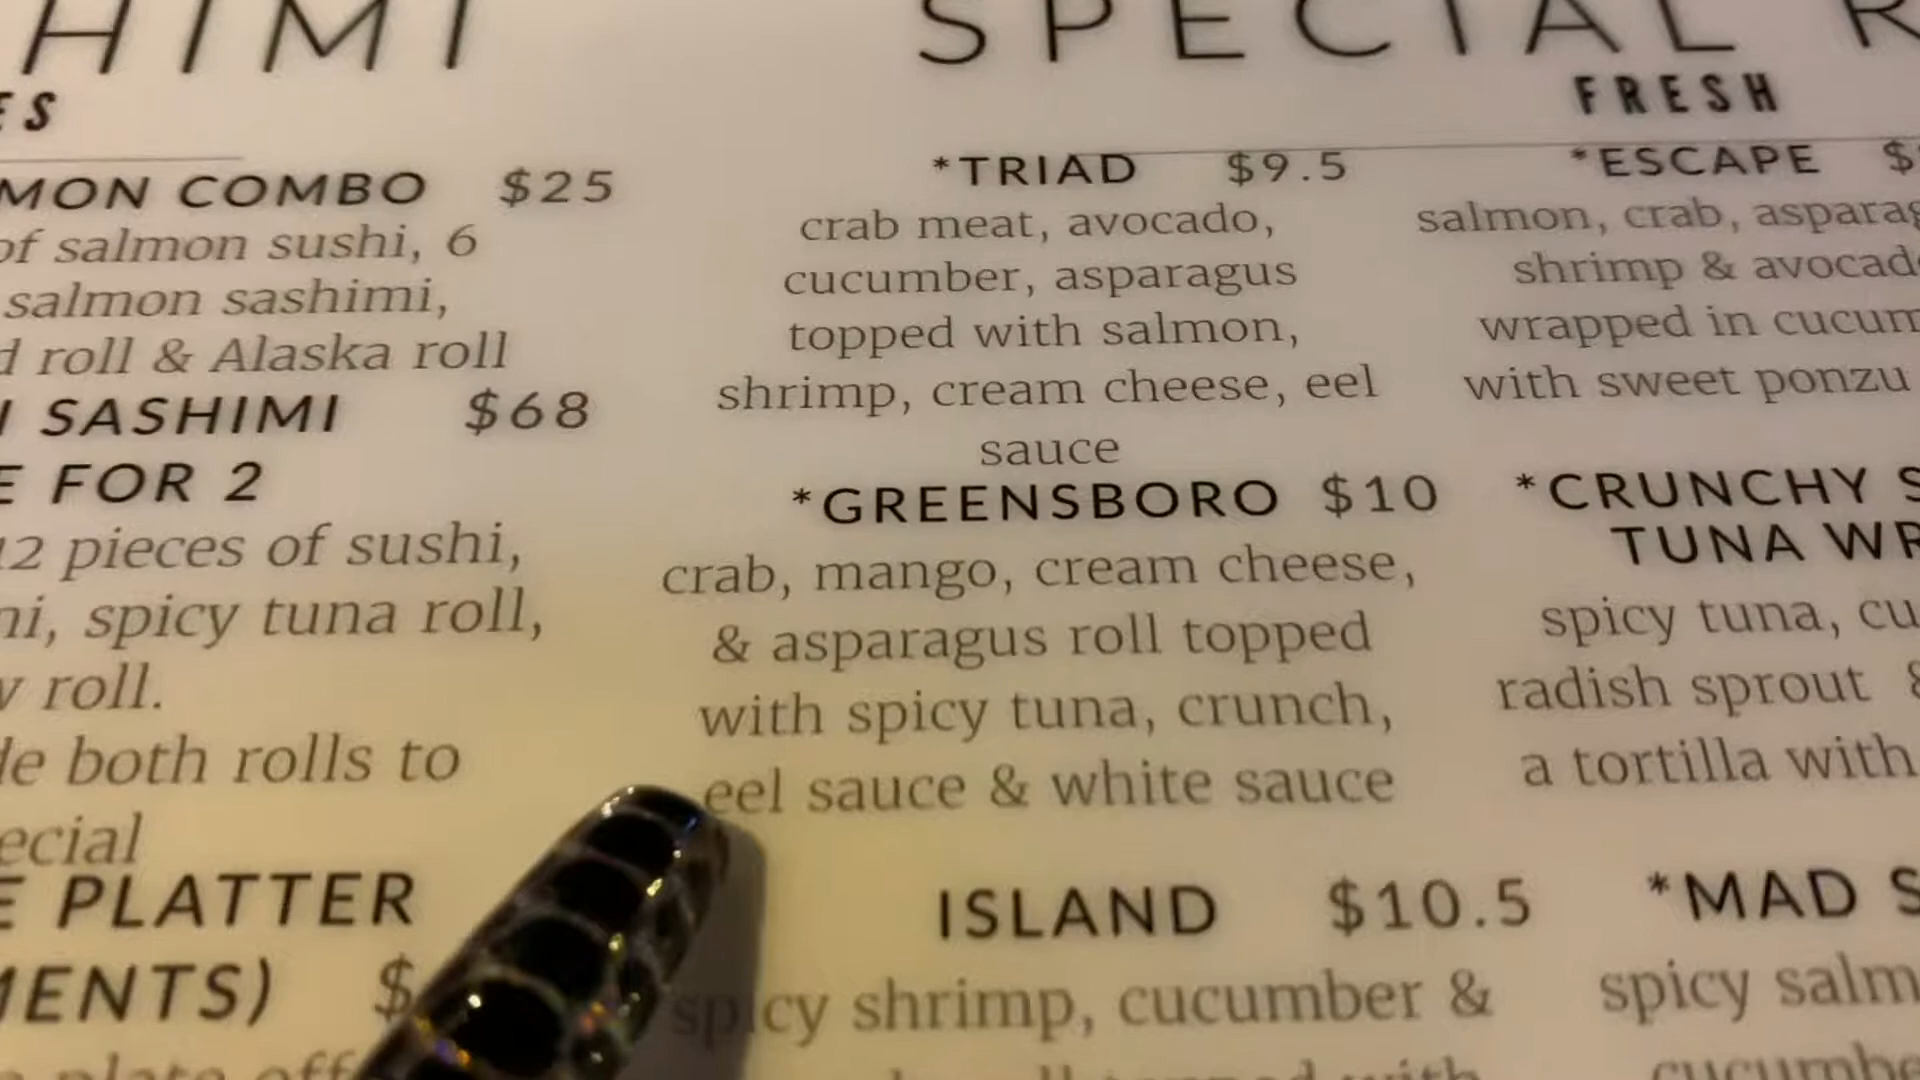 SPECIAL
FRESH
COMBO $25
of salmon sushi, 6
salmon sashimi,
roll & Alaska roll
SASHIMI $68
FOR 2
12 pieces of sushi,
spicy tuna roll,
roll.
both rolls to
PLATTER
$
*TRIAD $9.5
crab meat, avocado,
cucumber, asparagus
topped with salmon,
shrimp, cream cheese, eel
sauce
*GREENSBORO $10
crab, mango, cream cheese,
& asparagus roll topped
with spicy tuna, crunch,
eel sauce & white sauce
ISLAND $10.5
spicy shrimp, cucumber &
*ESCAPE $
salmon, crab,
shrimp &
wrapped in
with sweet ponzu
*CRUNCHY
TUNA
spicy tuna,
radish sprout
a tortilla with
*MAD
spicy